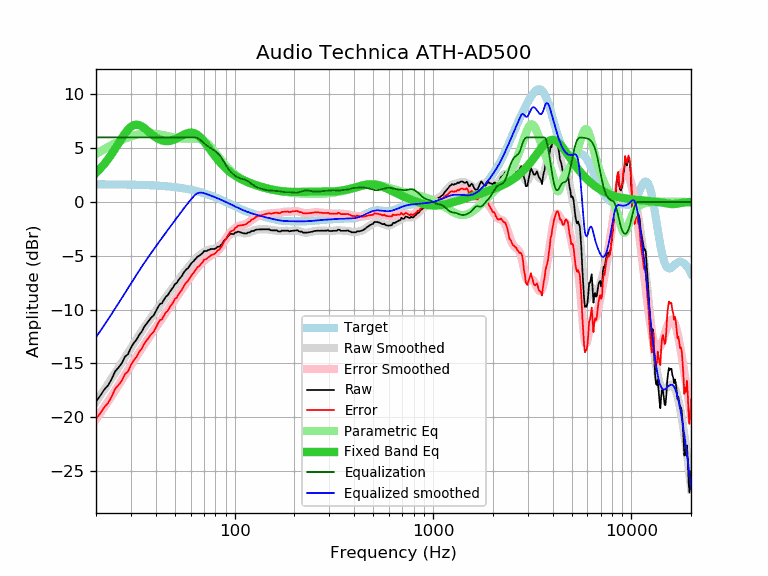 Audio Technica ATH-AD500
10
5
0
−5
−10
−15
−20
−25
Amplitude (dBr)
Target
Raw Smoothed
Error Smoothed
Raw
Error
Parametric Eq
Fixed Band Eq
Equalization
Equalized smoothed
100
1000
10000
Frequency (Hz)